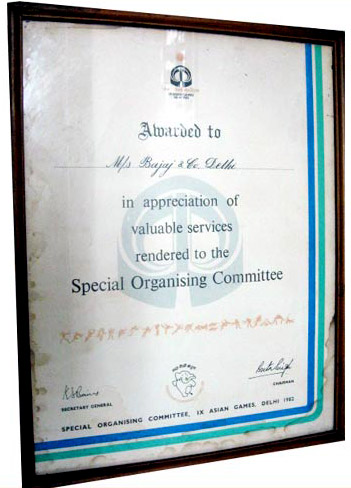 Awarded to
M/s Bajaj & Co. Delhi
in appreciation of
valuable services
rendered to the
Special Organising Committee
SECRETARY GENERAL
CHAIRMAN
SPECIAL ORGANISING COMMITTEE, IX ASIAN GAMES, DELHI 1982